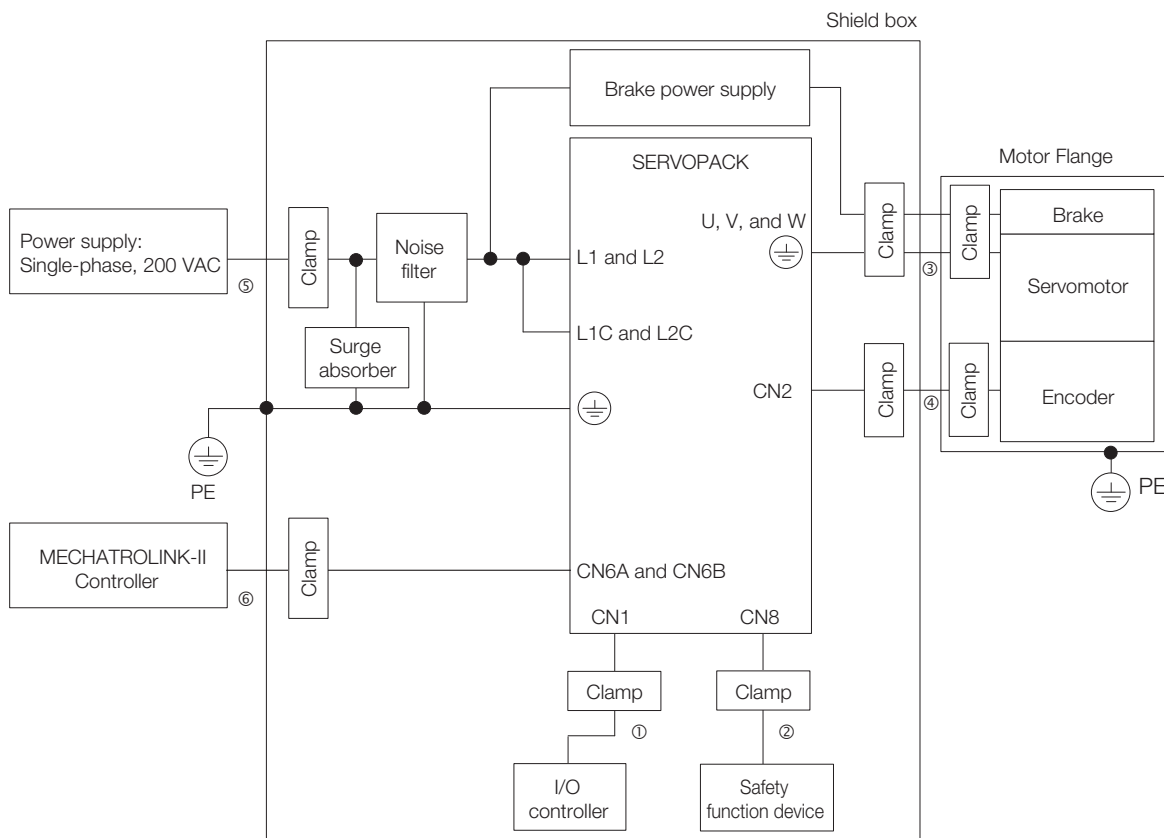 Shield box
Brake power supply
SERVOPACK
Motor Flange
Power supply:
Single-phase, 200 VAC
⑤
Clamp
Noise
filter
L1 and L2
U, V, and W
Clamp
③
Clamp
Brake
Servomotor
Surge
absorber
L1C and L2C
CN2
Clamp
④
Clamp
Encoder
PE
PE
MECHATROLINK-II
Controller
⑥
Clamp
CN6A and CN6B
CN1
CN8
Clamp
Clamp
①
②
I/O
controller
Safety
function device